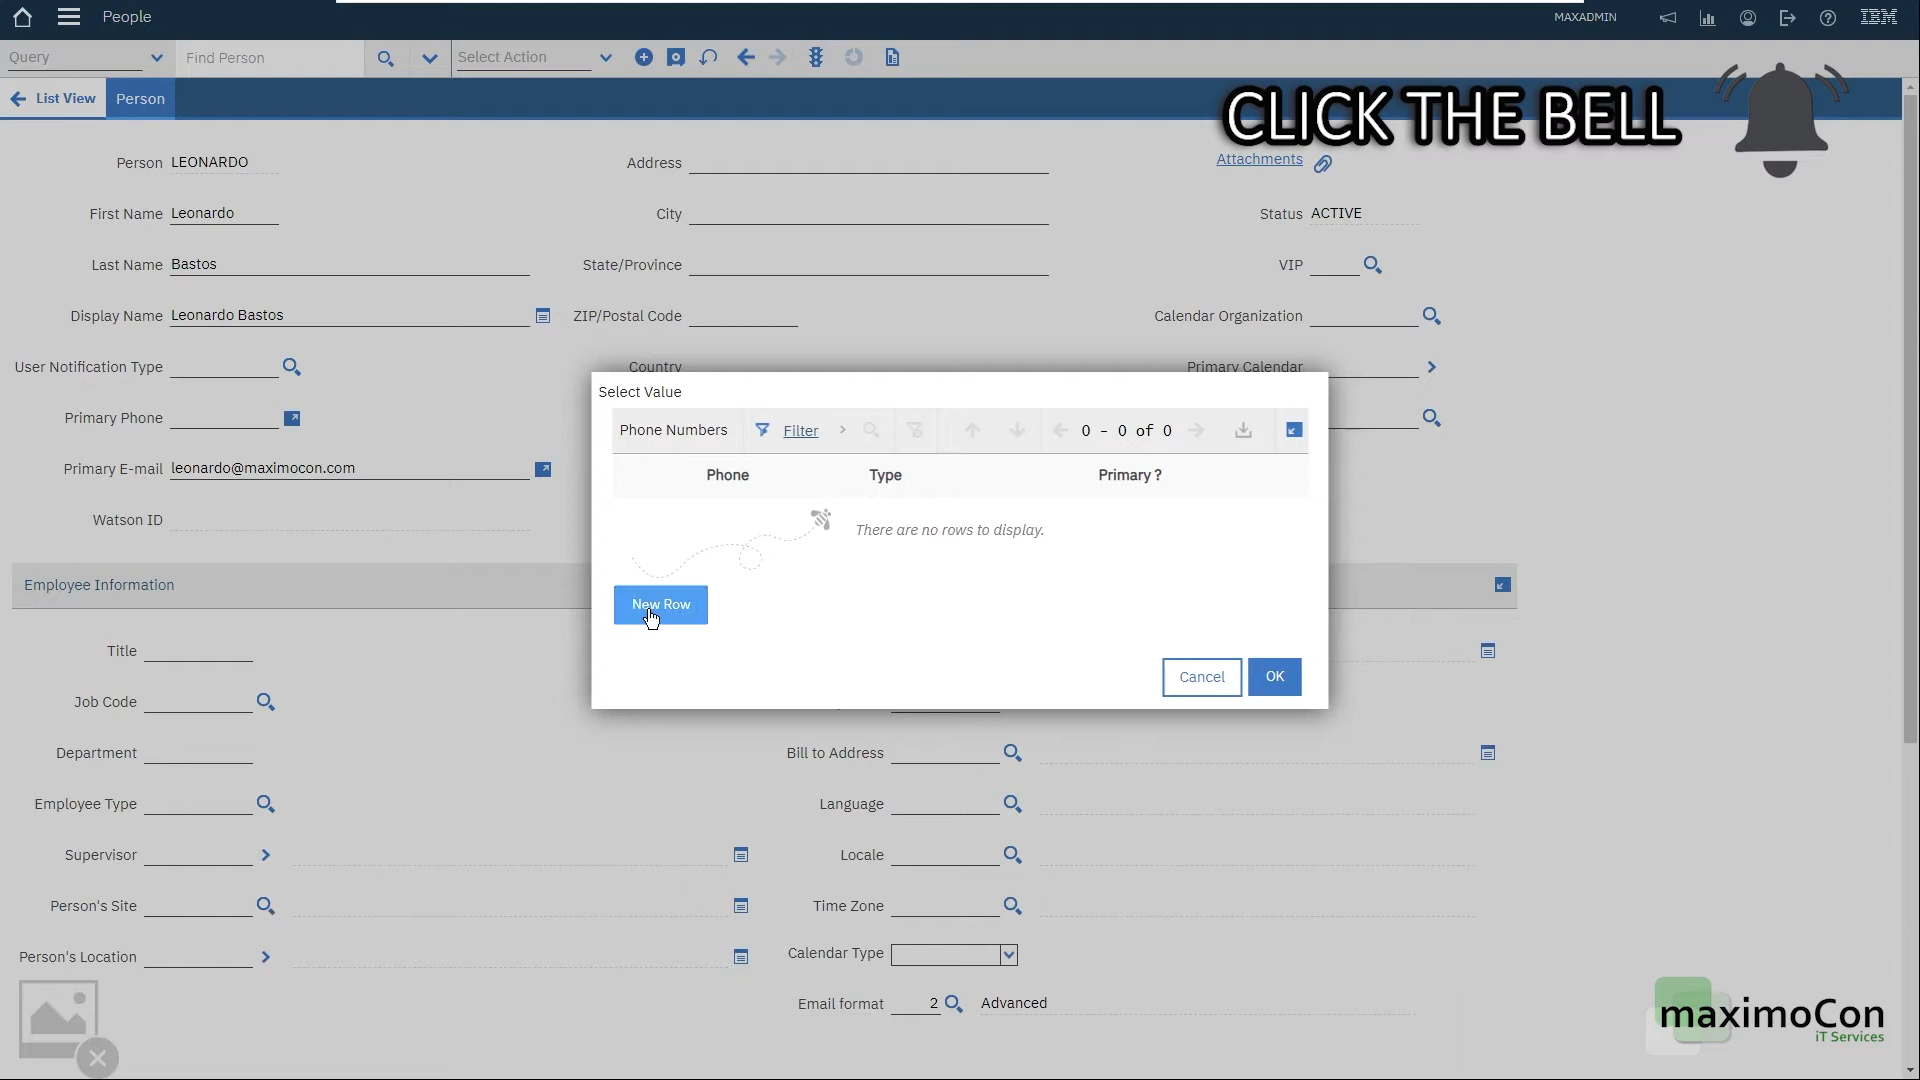 People
MAXADMIN
IBM
Query
Find Person
Select Action
List View
Person
CLICK THE BELL
Person LEONARDO
Address
Attachments
First Name Leonardo
City
Status ACTIVE
Last Name Bastos
State/Province
VIP
Display Name Leonardo Bastos
ZIP/Postal Code
Calendar Organization
User Notification Type
Country
Primary Calendar
Primary Phone
Primary E-mail leonardo@maximocon.com
Watson ID
Select Value
Phone Numbers
Filter
0 - 0 of 0
Phone
Type
Primary ?
There are no rows to display.
New Row
Cancel
OK
Employee Information
Title
Job Code
Department
Bill to Address
Employee Type
Language
Supervisor
Locale
Person's Site
Time Zone
Person's Location
Calendar Type
Email format 2 Advanced
maximoCon
iT Services